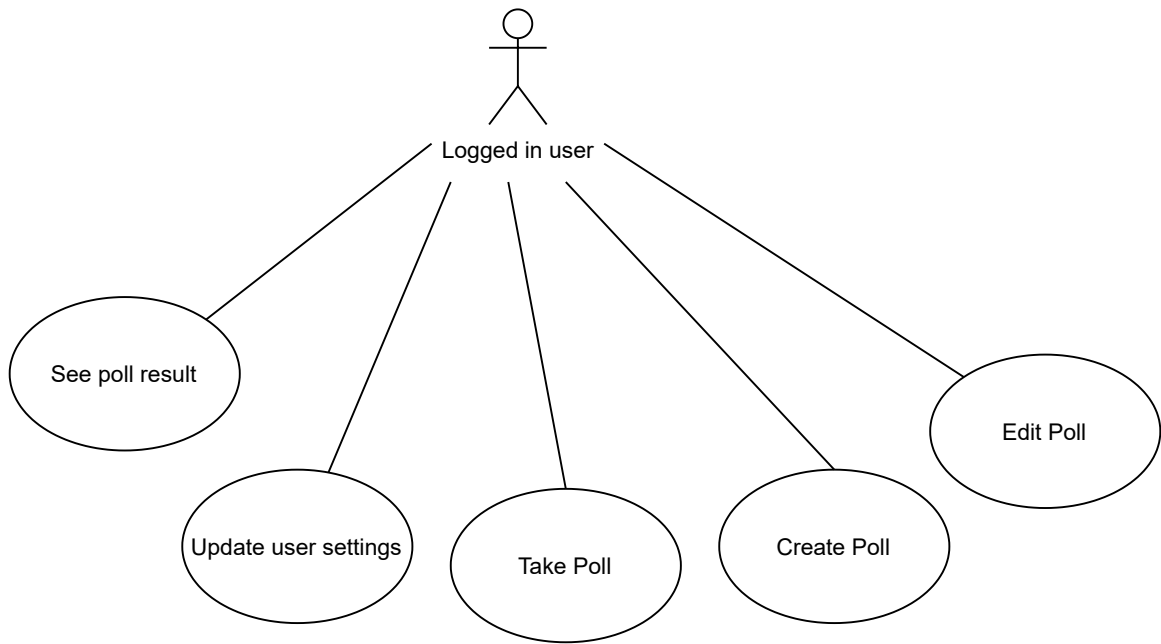 Logged in user
See poll result
Edit Poll
Update user settings
Take Poll
Create Poll